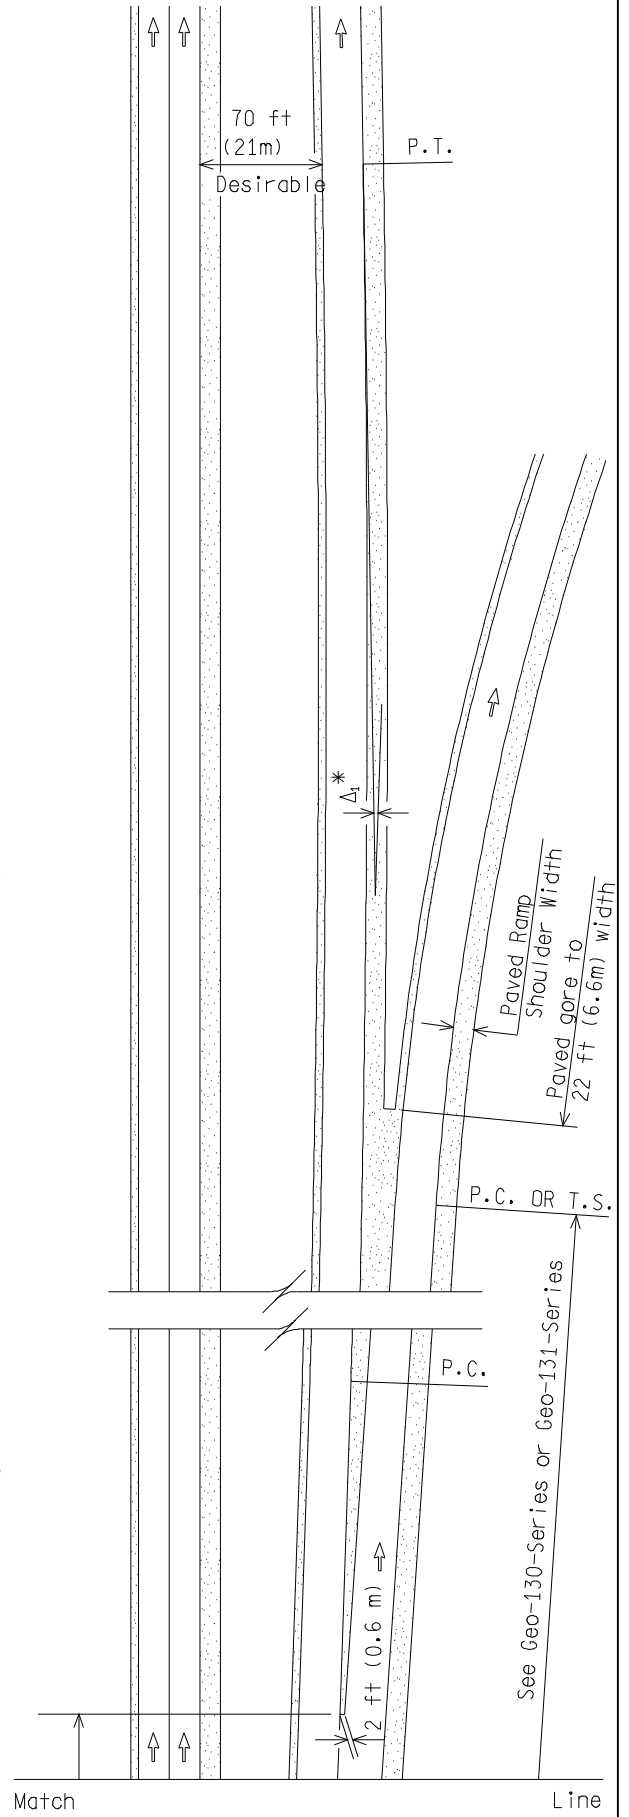 70 ft
(21m)
Desirable
P.T.
*
Δ1
Paved Ramp
Shoulder Width
Paved gore to
22 ft (6.6m) width
P.C. OR T.S.
P.C.
See Geo-130-Series or Geo-131-Series
2 ft (0.6 m)
Match
Line